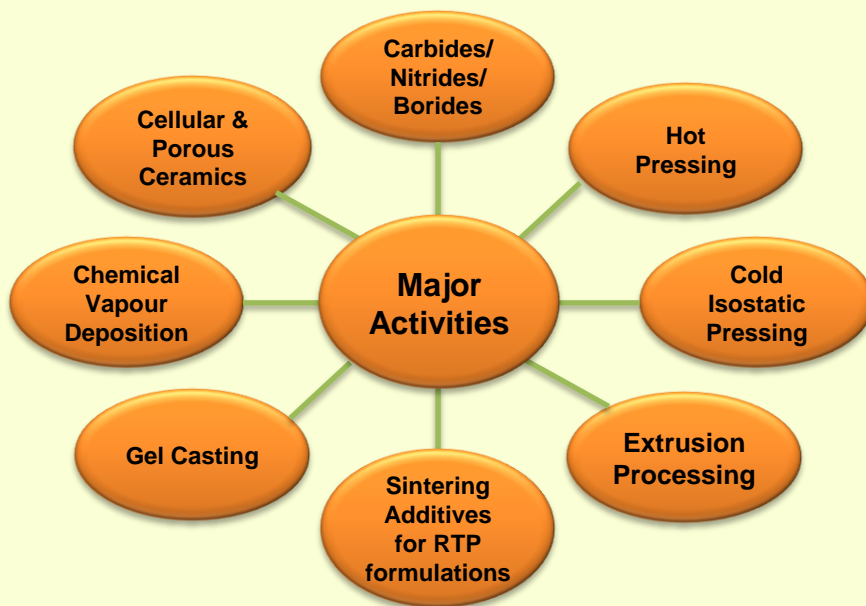 Carbides/
Nitrides/
Borides
Cellular &
Porous
Ceramics
Hot
Pressing
Chemical
Vapour
Deposition
Major
Activities
Cold
Isostatic
Pressing
Gel Casting
Extrusion
Processing
Sintering
Additives
for RTP
formulations